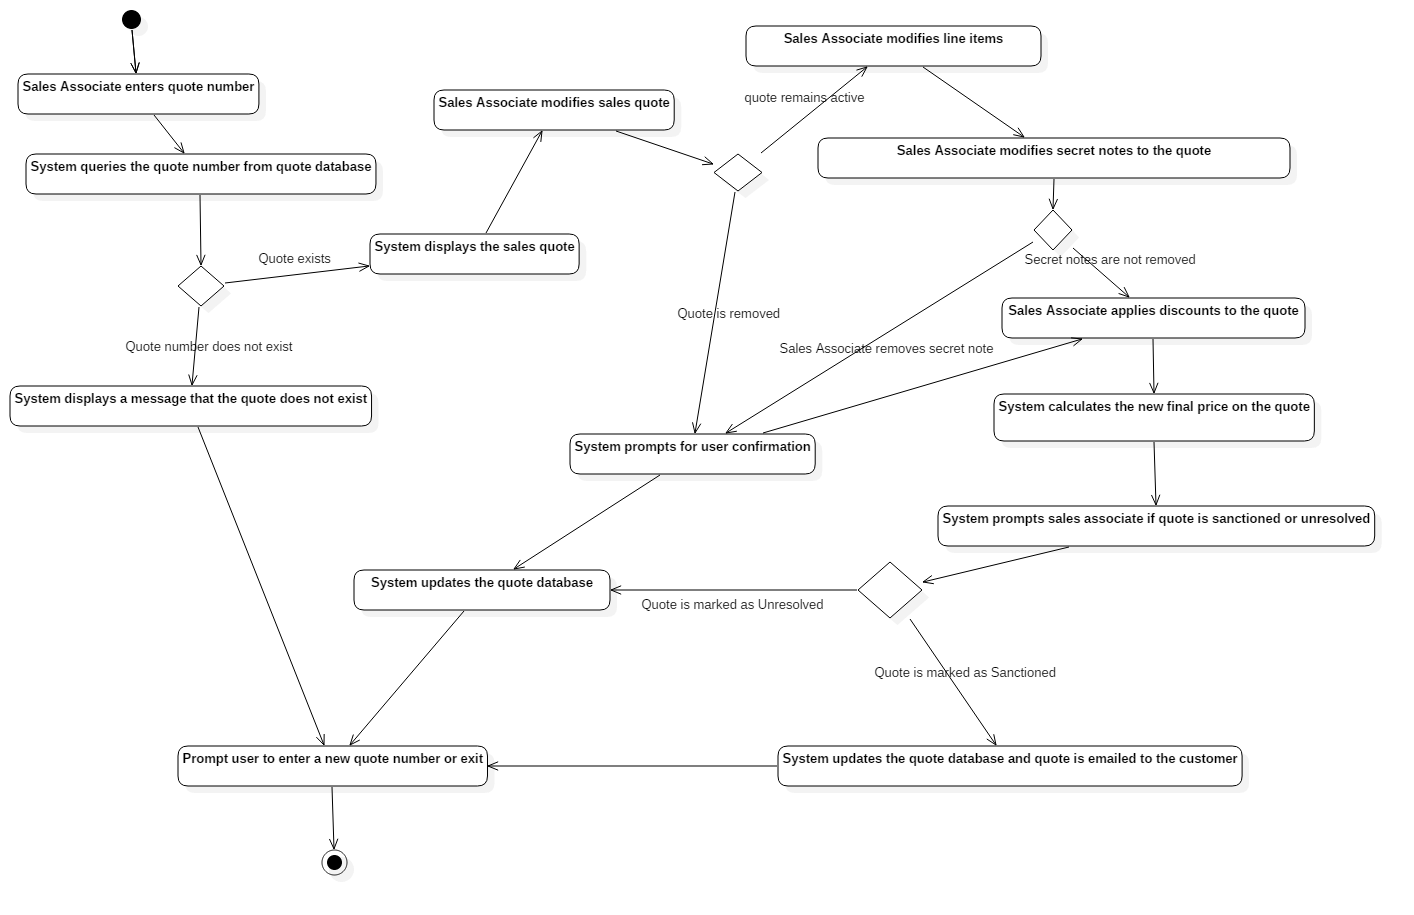 Sales Associate modifies line items
Sales Associate enters quote number
Sales Associate modifies sales quote
quote remains active
System queries the quote number from quote database
Sales Associate modifies secret notes to the quote
System displays the sales quote
Quote exists
Secret notes are not removed
Quote number does not exist
Quote is removed
Sales Associate applies discounts to the quote
Sales Associate removes secret note
System displays a message that the quote does not exist
System calculates the new final price on the quote
System prompts for user confirmation
System prompts sales associate if quote is sanctioned or unresolved
System updates the quote database
Quote is marked as Unresolved
Quote is marked as Sanctioned
Prompt user to enter a new quote number or exit
System updates the quote database and quote is emailed to the customer